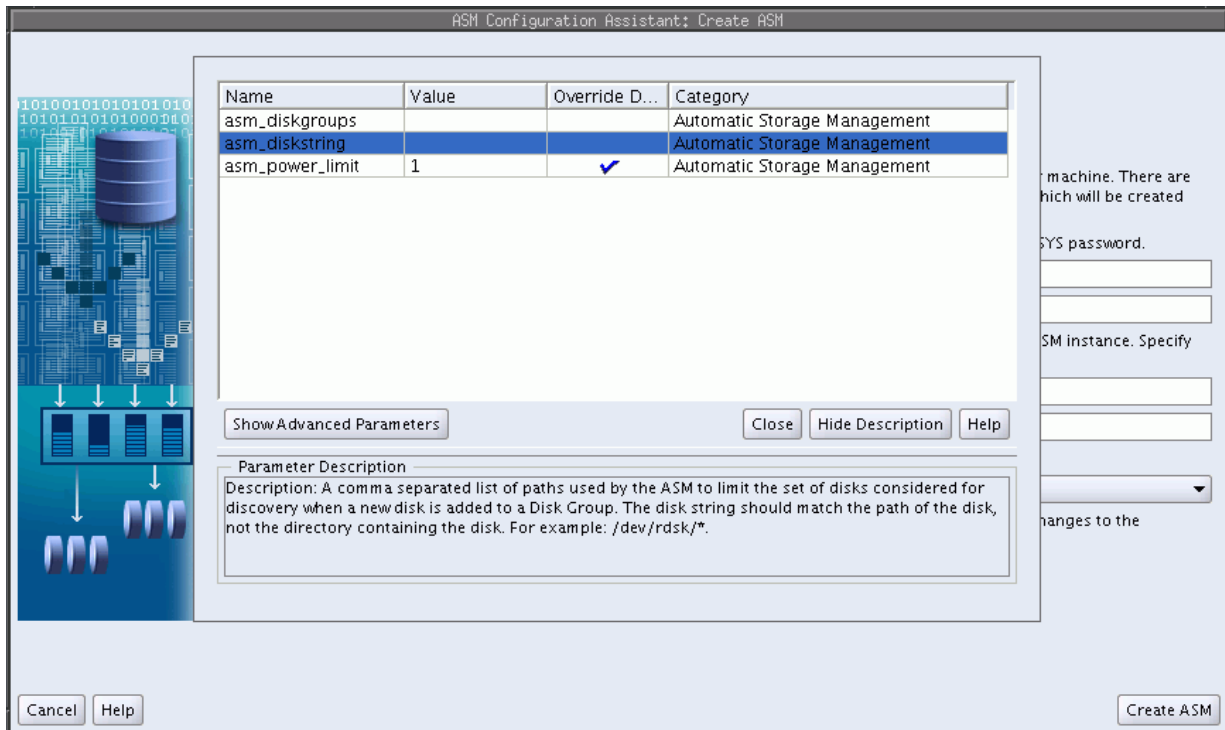 ASM Configuration Assistant: Create ASM
Name Value Override D... Category
asm_diskgroups Automatic Storage Management
asm_diskstring Automatic Storage Management
asm_power_limit 1 Automatic Storage Management
machine. There are
hich will be created
SYS password.
SM instance. Specify
hanges to the
Show Advanced Parameters Close Hide Description Help
Parameter Description
Description: A comma separated list of paths used by the ASM to limit the set of disks considered for
discovery when a new disk is added to a Disk Group. The disk string should match the path of the disk,
not the directory containing the disk. For example: /dev/rdsk/*.
Cancel Help Create ASM